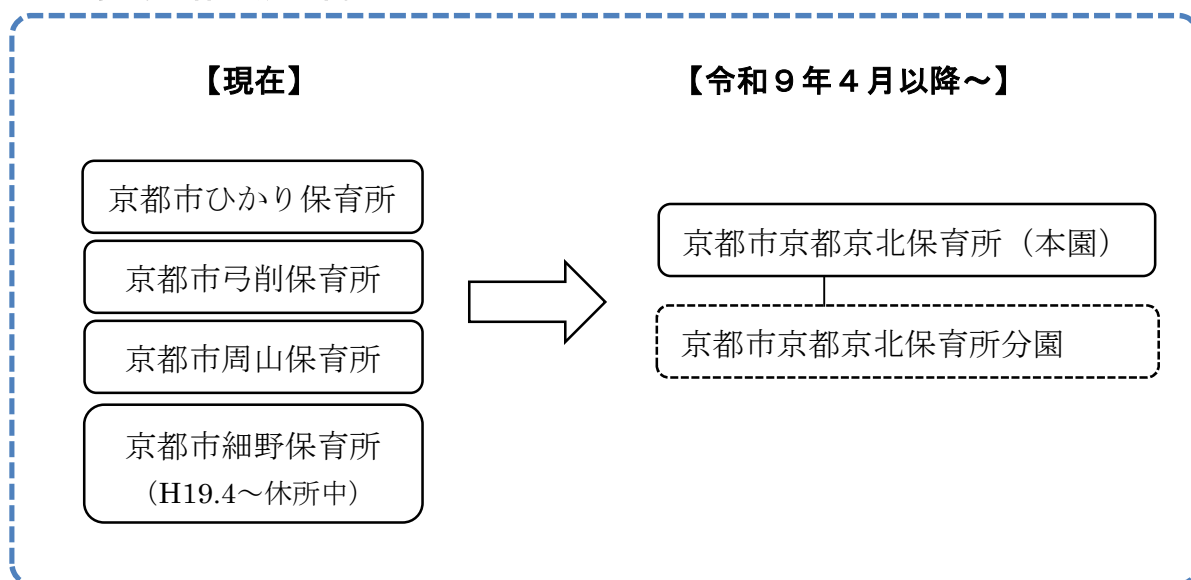 【現在】
【令和９年４月以降～】
京都市ひかり保育所
京都市弓削保育所
京都市周山保育所
京都市細野保育所
（H19.4～休所中）
京都市京都京北保育所（本園）
京都市京都京北保育所分園